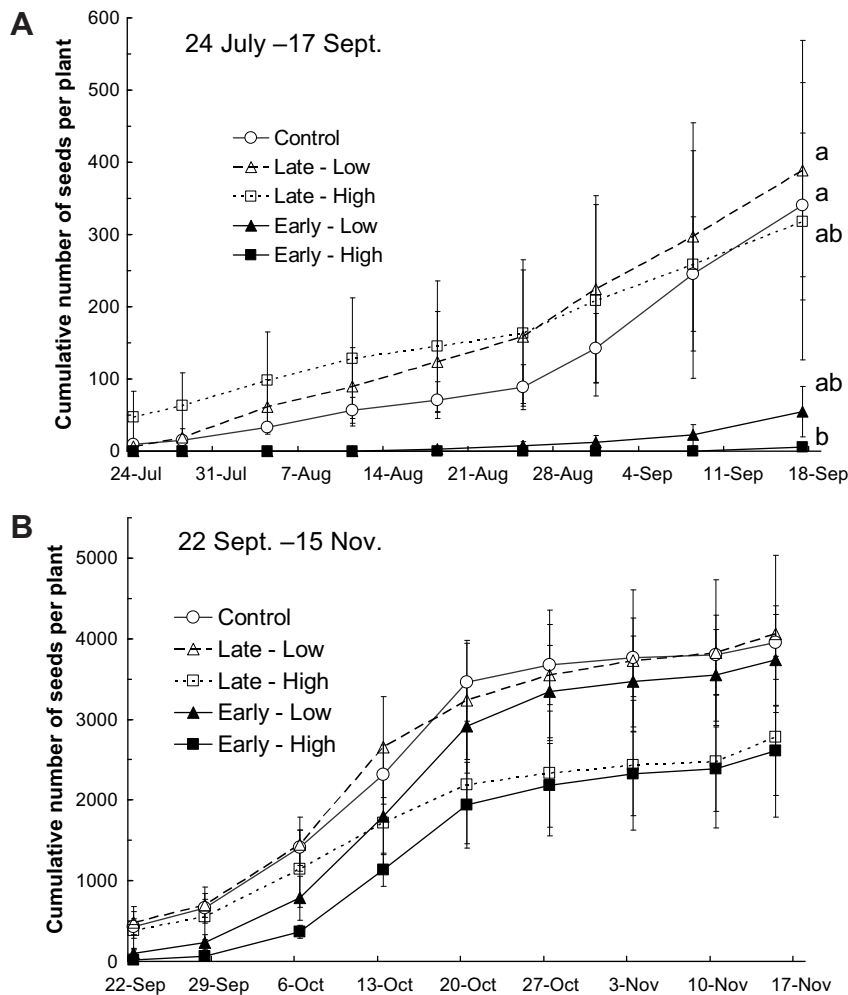 A
24 July –17 Sept.
Cumulative number of seeds per plant
600
500
400
300
200
100
0
Control
Late - Low
Late - High
Early - Low
Early - High
a
a
ab
ab
b
24-Jul 31-Jul 7-Aug 14-Aug 21-Aug 28-Aug 4-Sep 11-Sep 18-Sep
B
22 Sept. –15 Nov.
Cumulative number of seeds per plant
5000
4000
3000
2000
1000
0
Control
Late - Low
Late - High
Early - Low
Early - High
22-Sep 29-Sep 6-Oct 13-Oct 20-Oct 27-Oct 3-Nov 10-Nov 17-Nov